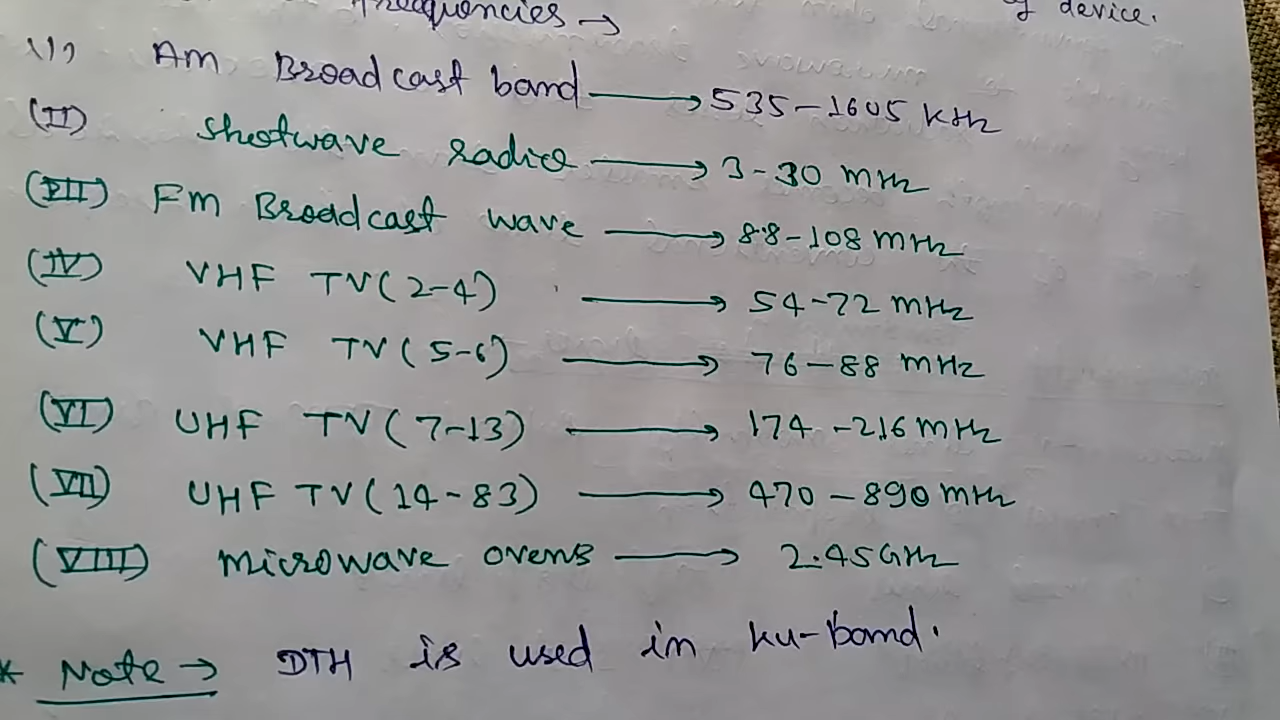 frequencies → of device.
(I) Am Broadcast band → 535-1605 kHz
(II) shotwave radio → 3-30 mHz
(III) Fm Broadcast wave → 88-108 mHz
(IV) VHF TV(2-4) → 54-72 mHz
(V) VHF TV(5-6) → 76-88 mHz
(VI) UHF TV(7-13) → 174-216 mHz
(VII) UHF TV(14-83) → 470-890 mHz
(VIII) microwave ovens → 2.45 GHz
* Note → DTH is used in ku-band.